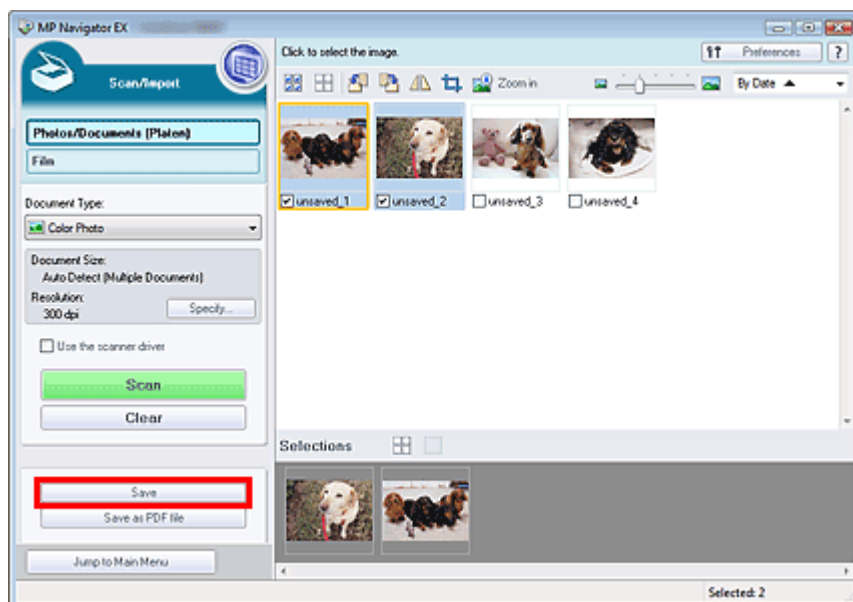 MP Navigator EX
Scan/Import
Photos/Documents (Platen)
Film
Document Type:
Color Photo
Document Size:
Auto Detect (Multiple Documents)
Resolution:
300 dpi
Specify...
Use the scanner driver
Scan
Clear
Save
Save as PDF file
Jump to Main Menu
Click to select the image.
Preferences
?
Zoom in
By Date
unsaved_1
unsaved_2
unsaved_3
unsaved_4
Selections
Selected: 2